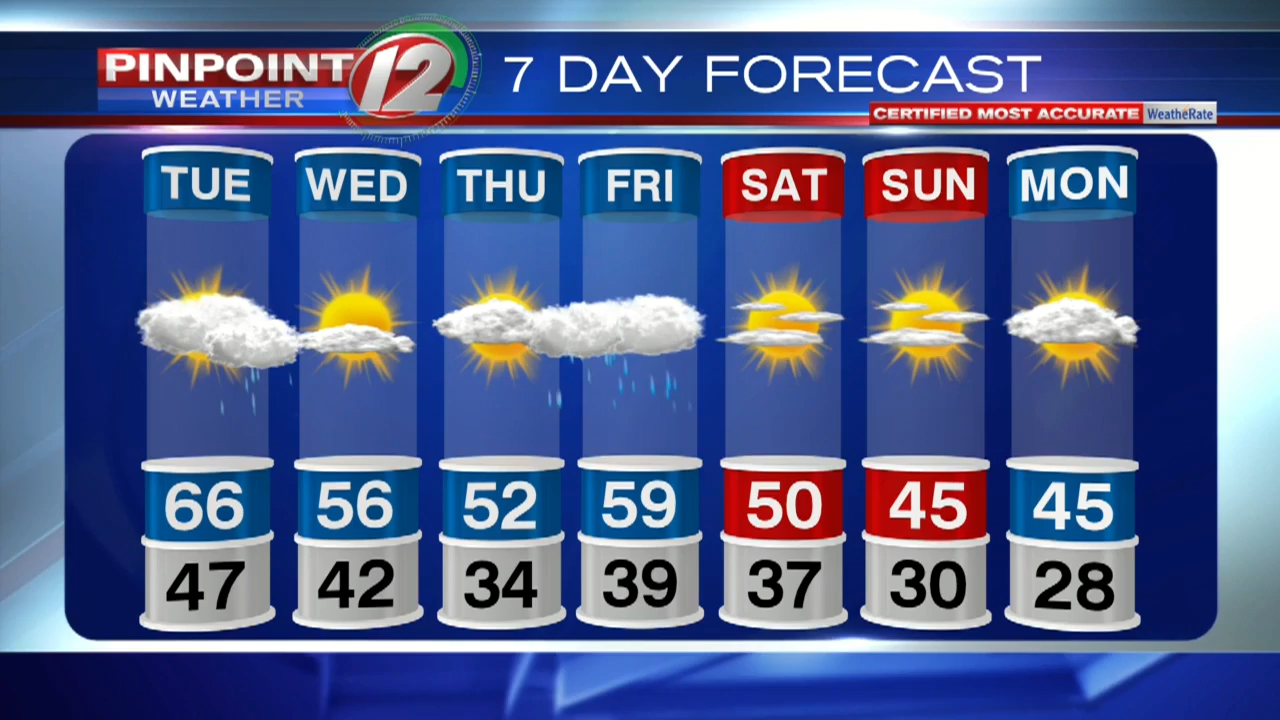 PINPOINT 12
WEATHER
7 DAY FORECAST
CERTIFIED MOST ACCURATE WeatheRate
TUE WED THU FRI SAT SUN MON
66 56 52 59 50 45 45
47 42 34 39 37 30 28